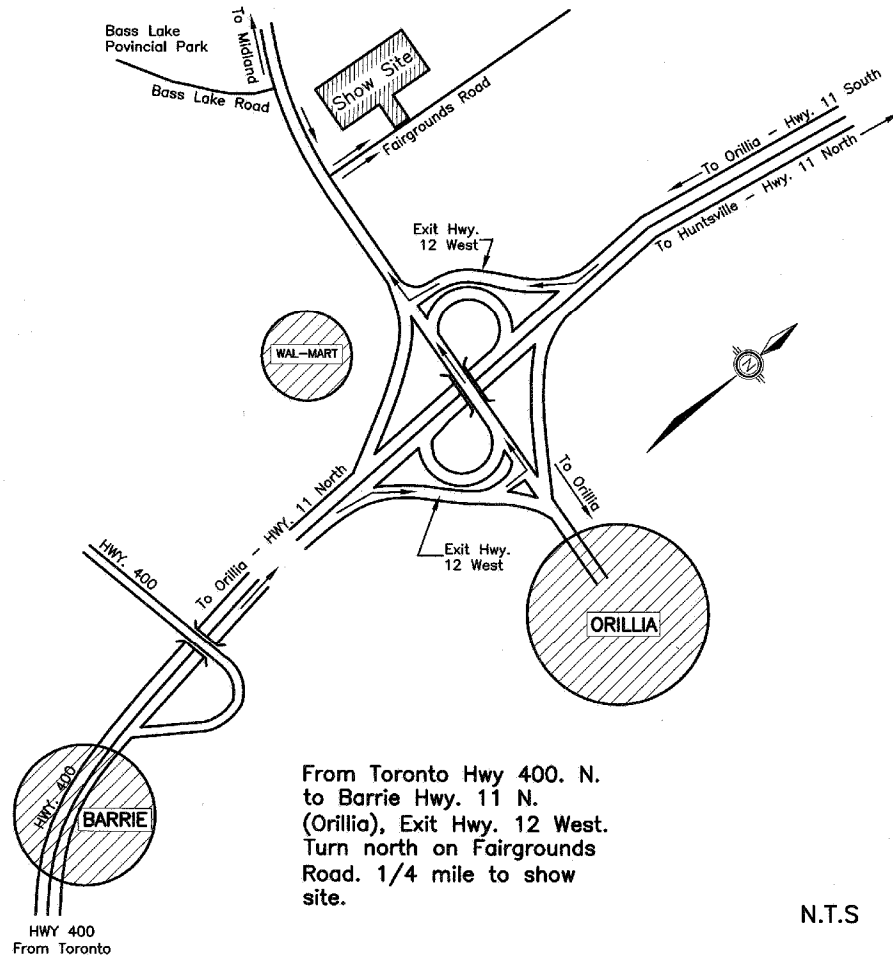 Bass Lake
Povincial Park
To Midland
Bass Lake Road
Show Site
Fairgrounds Road
To Orillia - Hwy. 11 South
To Huntsville - Hwy. 11 North
Exit Hwy.
12 West
WAL-MART
N
To Orillia
To Orillia - HWY. 11 North
Exit Hwy.
12 West
HWY. 400
ORILLIA
HWY. 400
BARRIE
From Toronto Hwy 400. N.
to Barrie Hwy. 11 N.
(Orillia), Exit Hwy. 12 West.
Turn north on Fairgrounds
Road. 1/4 mile to show
site.
N.T.S
HWY 400
From Toronto